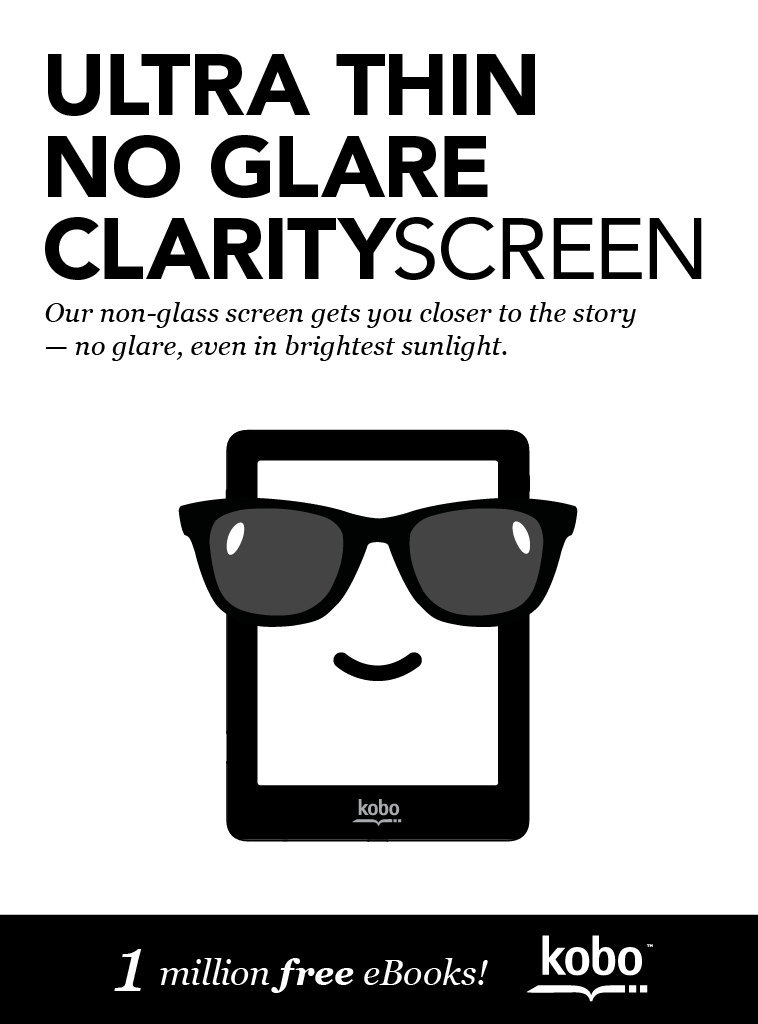 ULTRA THIN
NO GLARE
CLARITYSCREEN
Our non-glass screen gets you closer to the story
— no glare, even in brightest sunlight.
kobo
1 million free eBooks!
kobo™